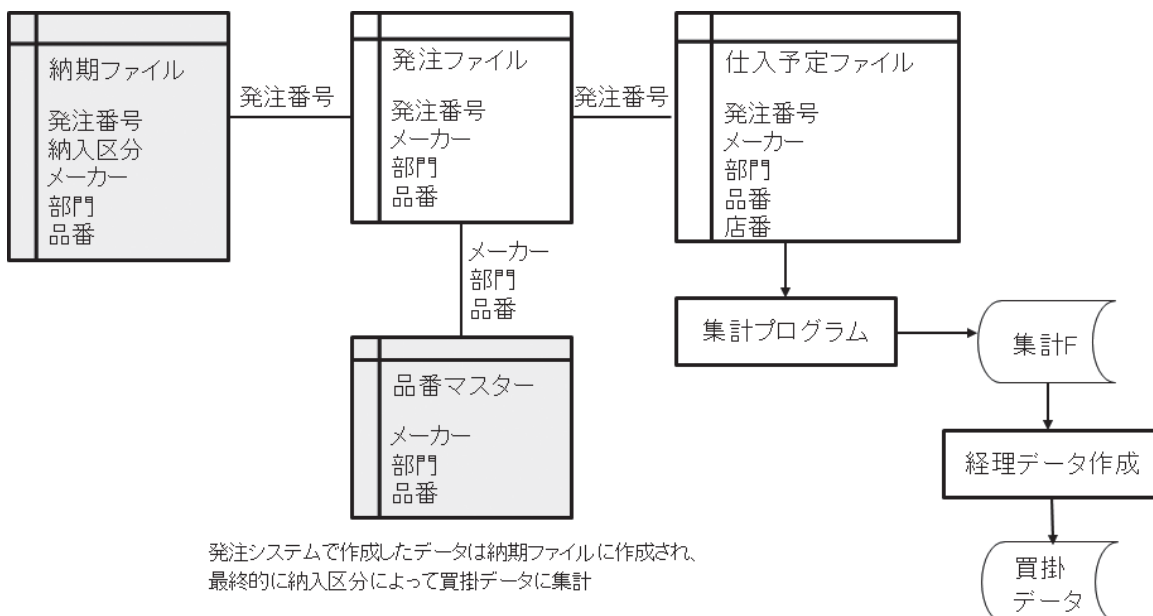 納期ファイル
発注番号
納入区分
メーカー
部門
品番
発注番号
発注ファイル
発注番号
メーカー
部門
品番
発注番号
仕入予定ファイル
発注番号
メーカー
部門
品番
店番
メーカー
部門
品番
品番マスター
メーカー
部門
品番
集計プログラム
集計F
経理データ作成
買掛
データ
発注システムで作成したデータは納期ファイルに作成され、
最終的に納入区分によって買掛データに集計